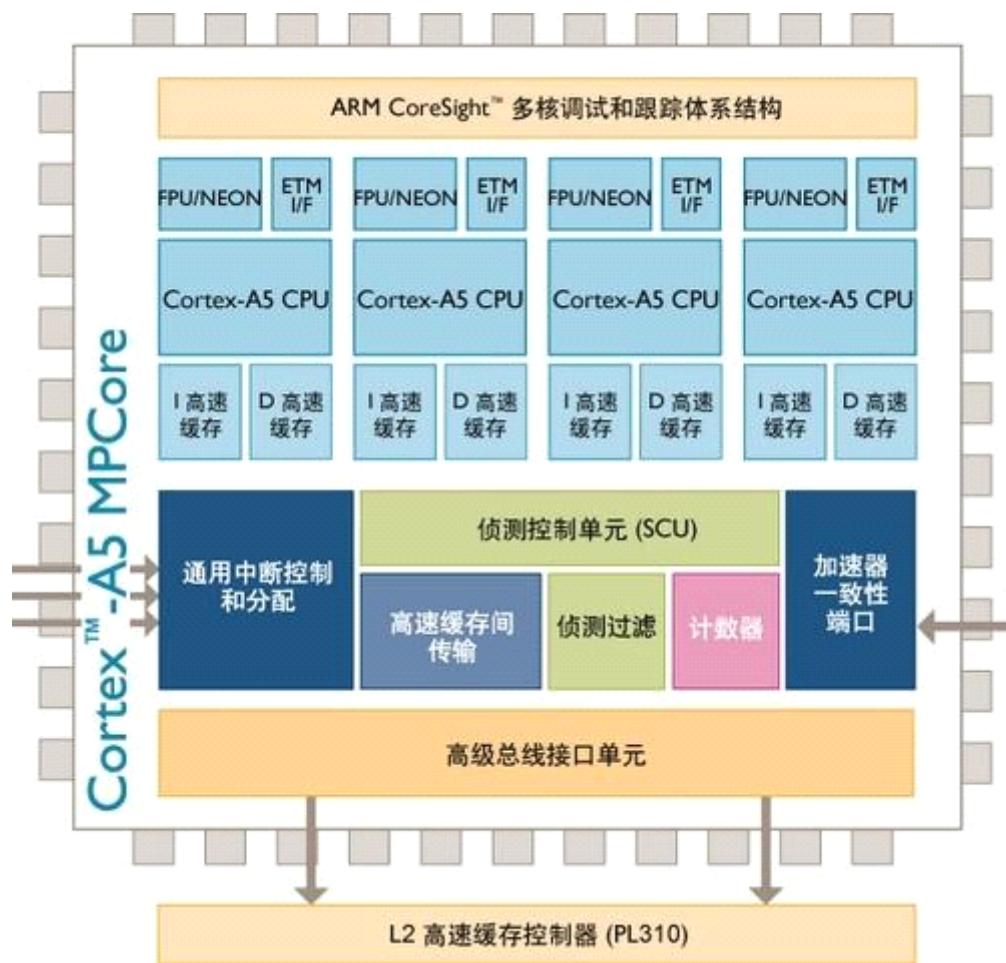 ARM CoreSight™ 多核调试和跟踪体系结构
FPU/NEON
ETM
I/F
FPU/NEON
ETM
I/F
FPU/NEON
ETM
I/F
FPU/NEON
ETM
I/F
Cortex-A5 CPU
Cortex-A5 CPU
Cortex-A5 CPU
Cortex-A5 CPU
I 高速
缓存
D 高速
缓存
I 高速
缓存
D 高速
缓存
I 高速
缓存
D 高速
缓存
I 高速
缓存
D 高速
缓存
Cortex™-A5 MPCore
通用中断控制
和分配
侦测控制单元 (SCU)
高速缓存间
传输
侦测过滤
计数器
加速器
一致性
端口
高级总线接口单元
L2 高速缓存控制器 (PL310)